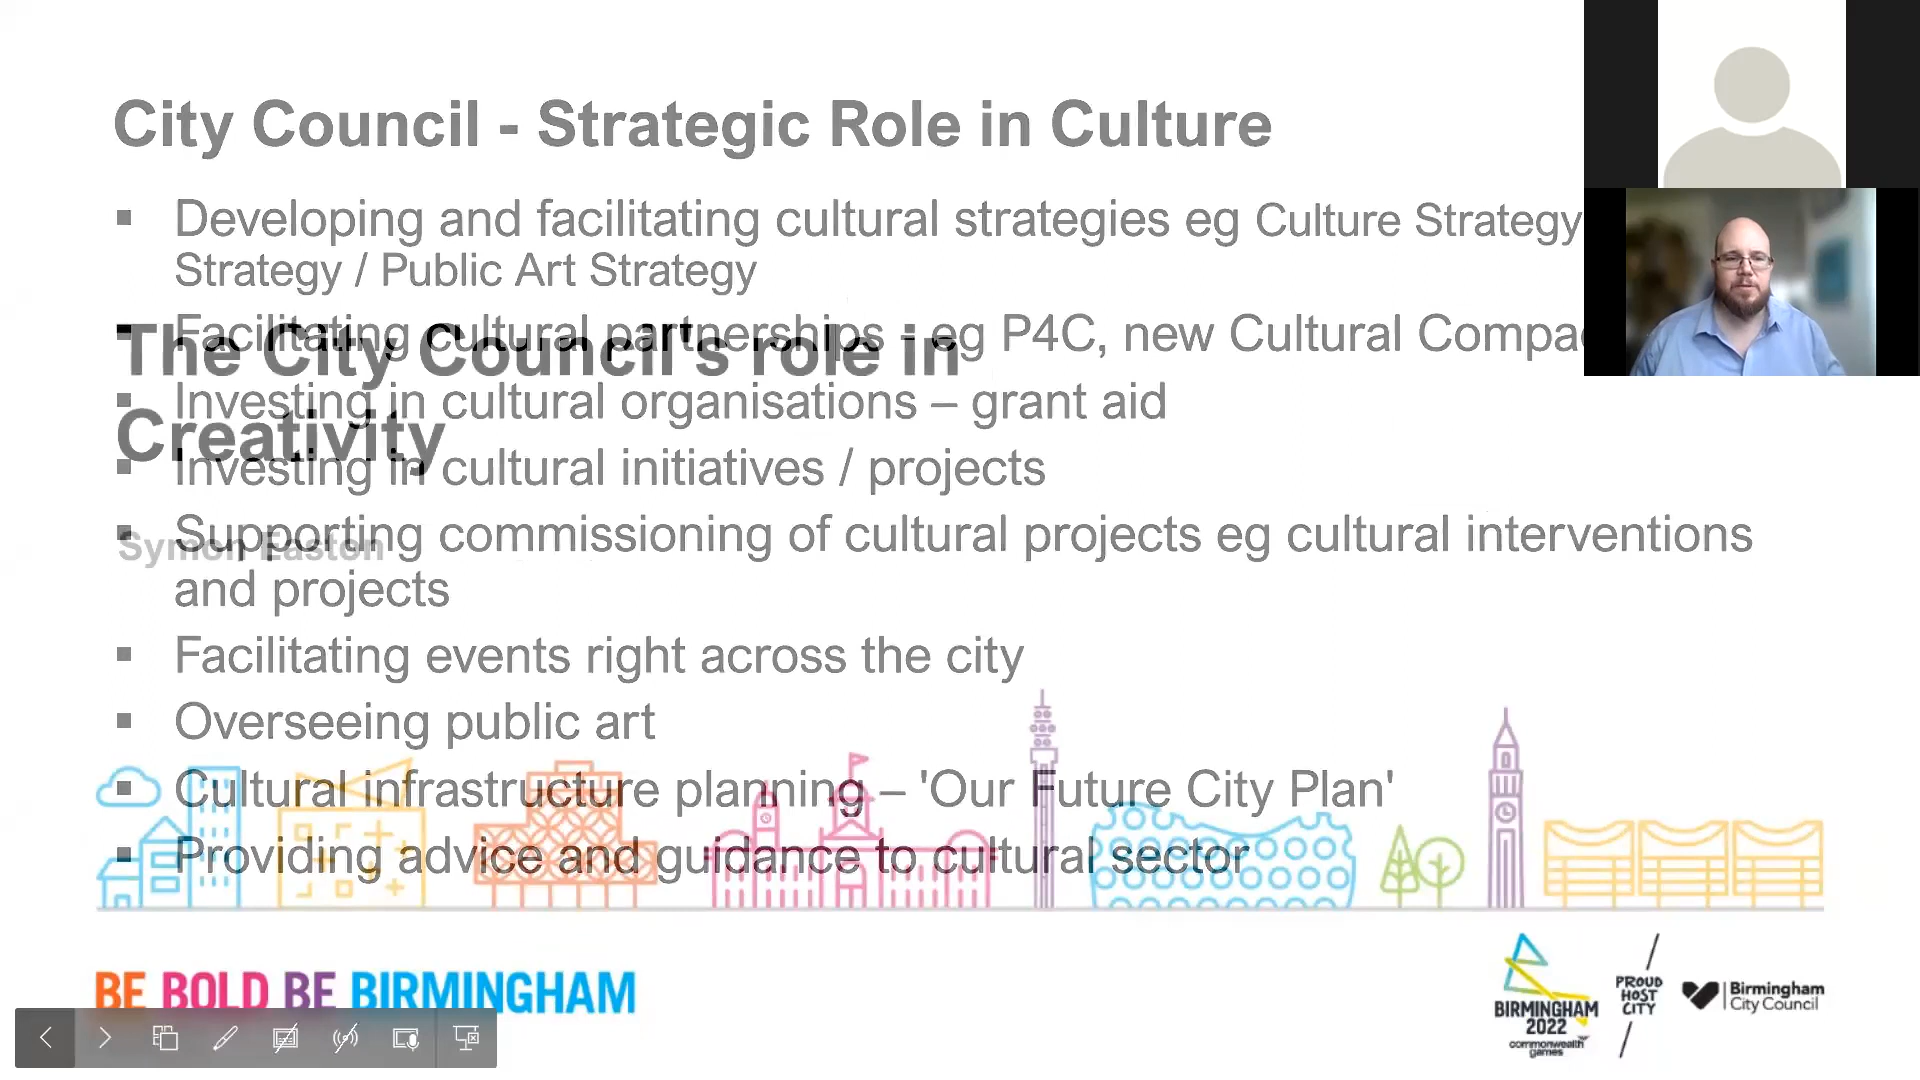 City Council - Strategic Role in Culture
▪ Developing and facilitating cultural strategies eg Culture Strategy
Strategy / Public Art Strategy
▪ Facilitating cultural partnerships - eg P4C, new Cultural Compa
The City Council's role in
▪ Investing in cultural organisations – grant aid
Creativity
▪ Investing in cultural initiatives / projects
▪ Supporting commissioning of cultural projects eg cultural interventions
Symon Easton
and projects
▪ Facilitating events right across the city
▪ Overseeing public art
▪ Cultural infrastructure planning – 'Our Future City Plan'
▪ Providing advice and guidance to cultural sector
BE BOLD BE BIRMINGHAM
BIRMINGHAM
2022
commonwealth
games
PROUD
HOST
CITY
Birmingham
City Council